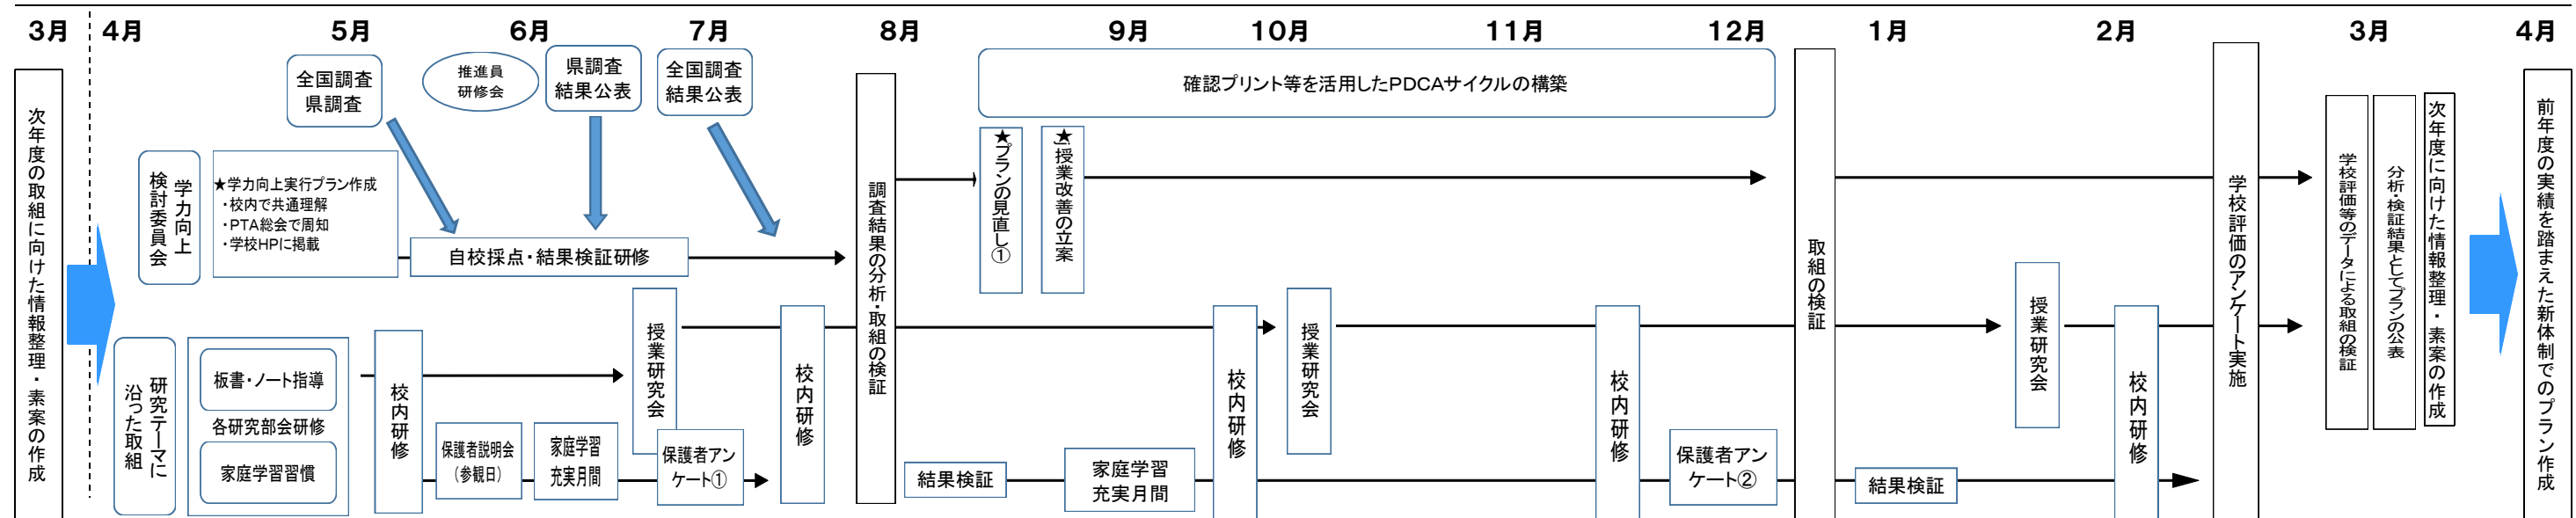 3月
4月
5月
6月
7月
8月
9月
10月
11月
12月
1月
2月
3月
4月
次年度の取組に向けた情報整理・素案の作成
全国調査
県調査
推進員
研修会
県調査
結果公表
全国調査
結果公表
学力向上
検討委員会
★学力向上実行プラン作成
・校内で共通理解
・PTA総会で周知
・学校HPに掲載
自校採点・結果検証研修
研究テーマに
沿った取組
板書・ノート指導
各研究部会研修
家庭学習習慣
校内研修
保護者説明会
(参観日)
家庭学習
充実月間
授業研究会
保護者アン
ケート①
校内研修
調査結果の分析・取組の検証
確認プリント等を活用したPDCAサイクルの構築
★プランの見直し①
★授業改善の立案
結果検証
家庭学習
充実月間
校内研修
授業研究会
校内研修
保護者アン
ケート②
取組の検証
結果検証
授業研究会
校内研修
学校評価のアンケート実施
学校評価等のデータによる取組の検証
分析・検証結果としてプランの公表
次年度に向けた情報整理・素案の作成
前年度の実績を踏まえた新体制でのプラン作成